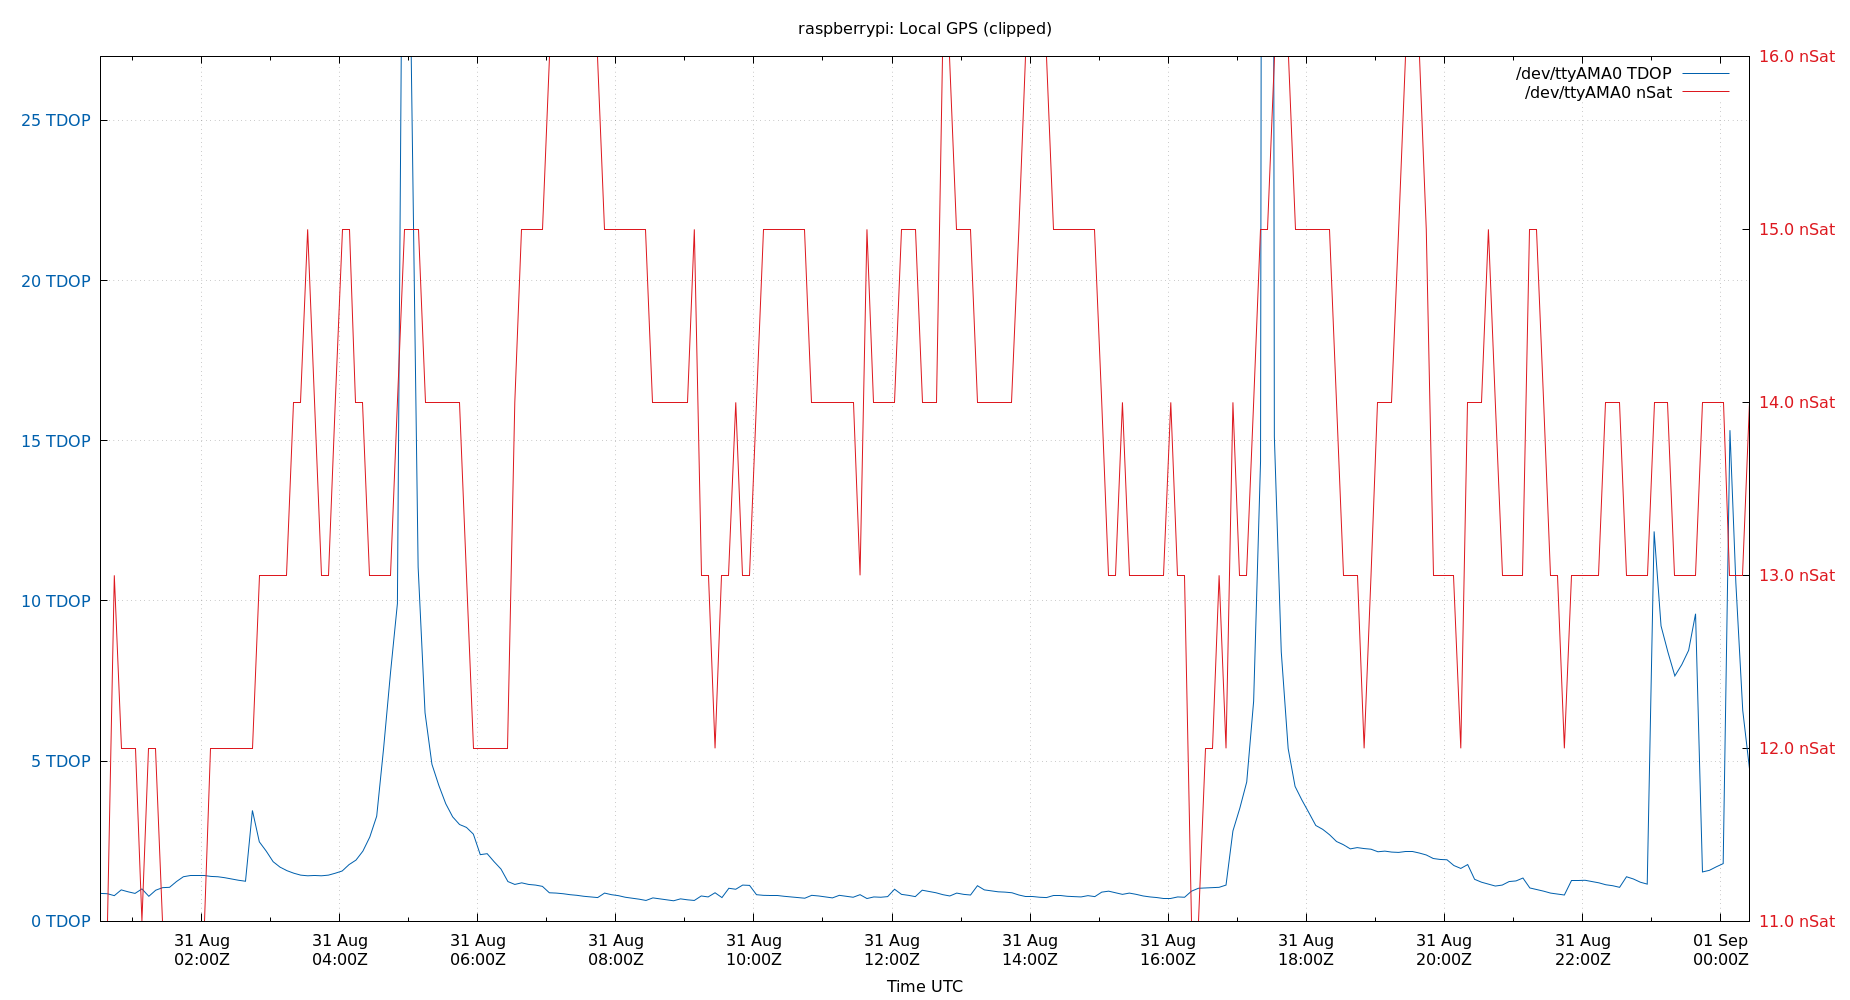 raspberrypi: Local GPS (clipped)
/dev/ttyAMA0 TDOP
/dev/ttyAMA0 nSat
25 TDOP
20 TDOP
15 TDOP
10 TDOP
5 TDOP
0 TDOP
16.0 nSat
15.0 nSat
14.0 nSat
13.0 nSat
12.0 nSat
11.0 nSat
31 Aug
02:00Z
31 Aug
04:00Z
31 Aug
06:00Z
31 Aug
08:00Z
31 Aug
10:00Z
31 Aug
12:00Z
31 Aug
14:00Z
31 Aug
16:00Z
31 Aug
18:00Z
31 Aug
20:00Z
31 Aug
22:00Z
01 Sep
00:00Z
Time UTC